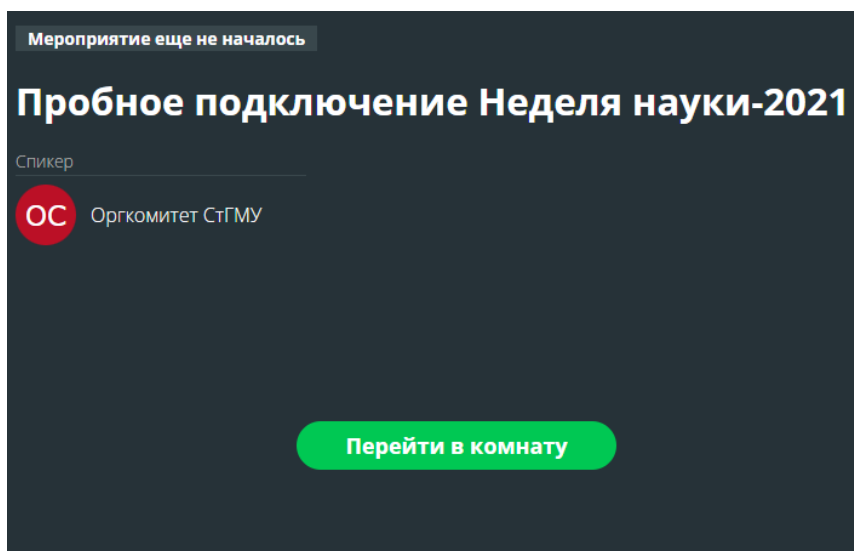 Мероприятие еще не началось
Пробное подключение Неделя науки-2021
Спикер
ОС
Оргкомитет СтГМУ
Перейти в комнату